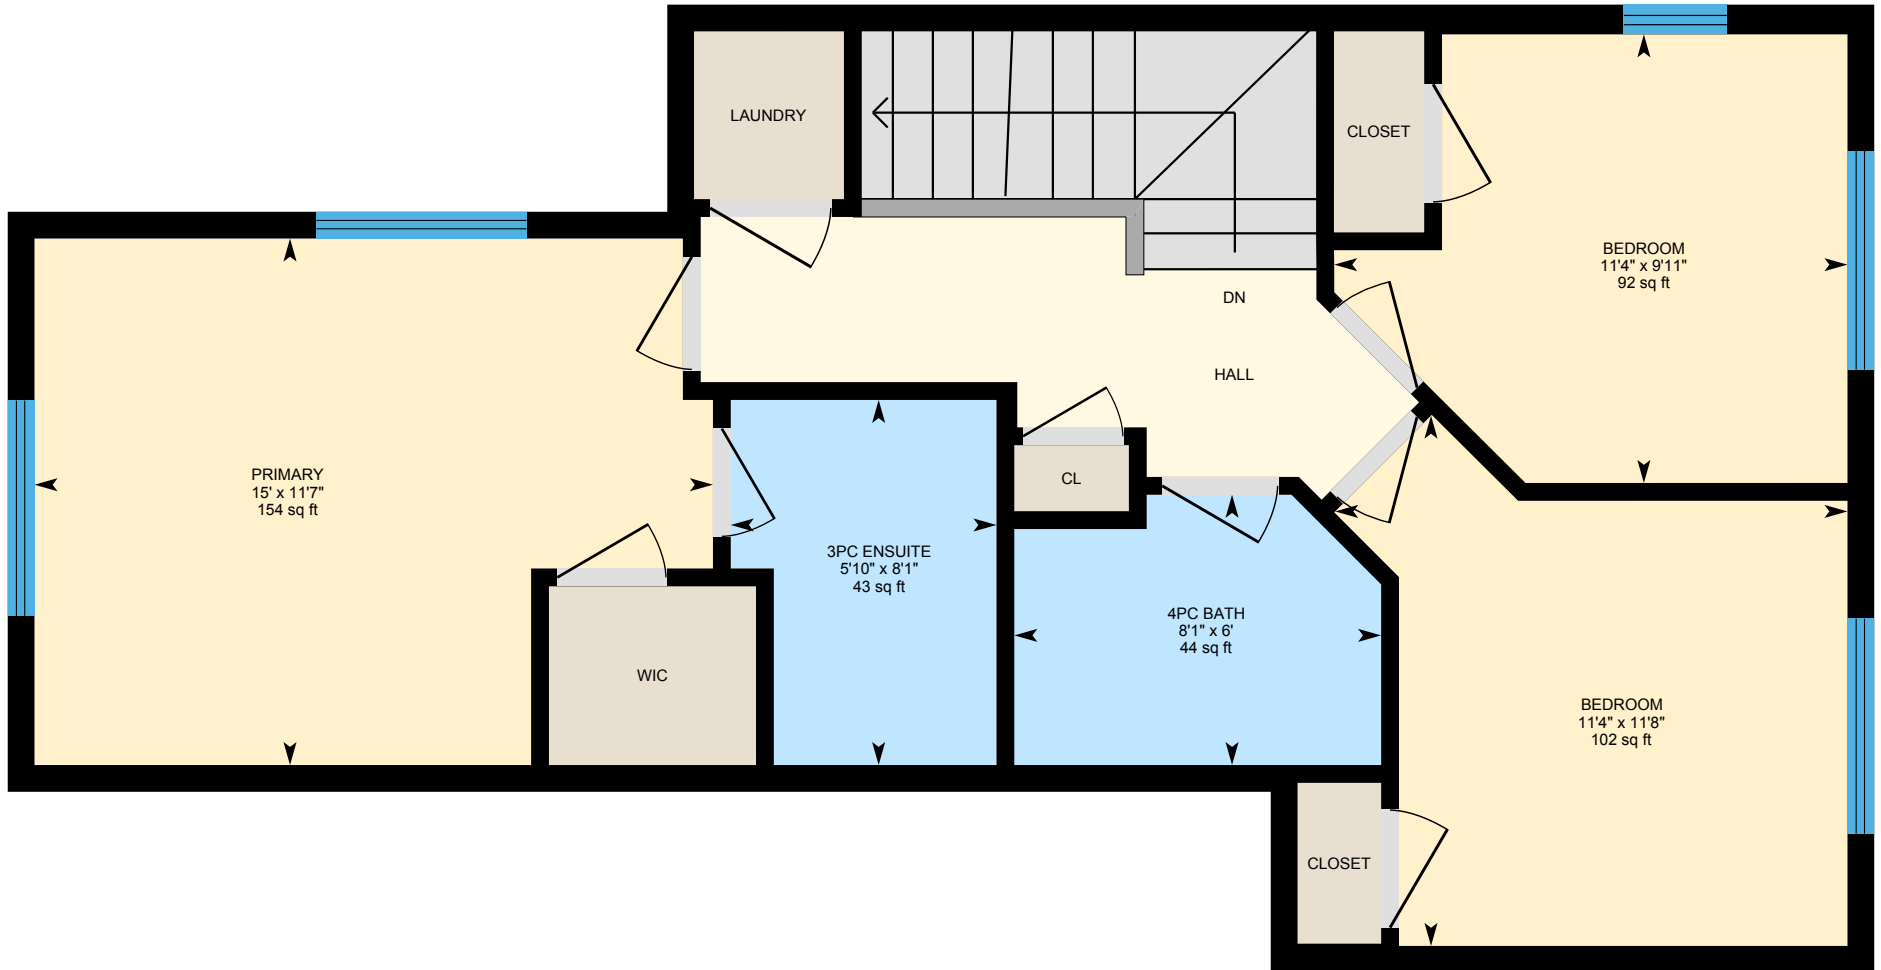 LAUNDRY
CLOSET
BEDROOM
11'4" x 9'11"
92 sq ft
DN
HALL
PRIMARY
15' x 11'7"
154 sq ft
CL
3PC ENSUITE
5'10" x 8'1"
43 sq ft
4PC BATH
8'1" x 6'
44 sq ft
WIC
BEDROOM
11'4" x 11'8"
102 sq ft
CLOSET